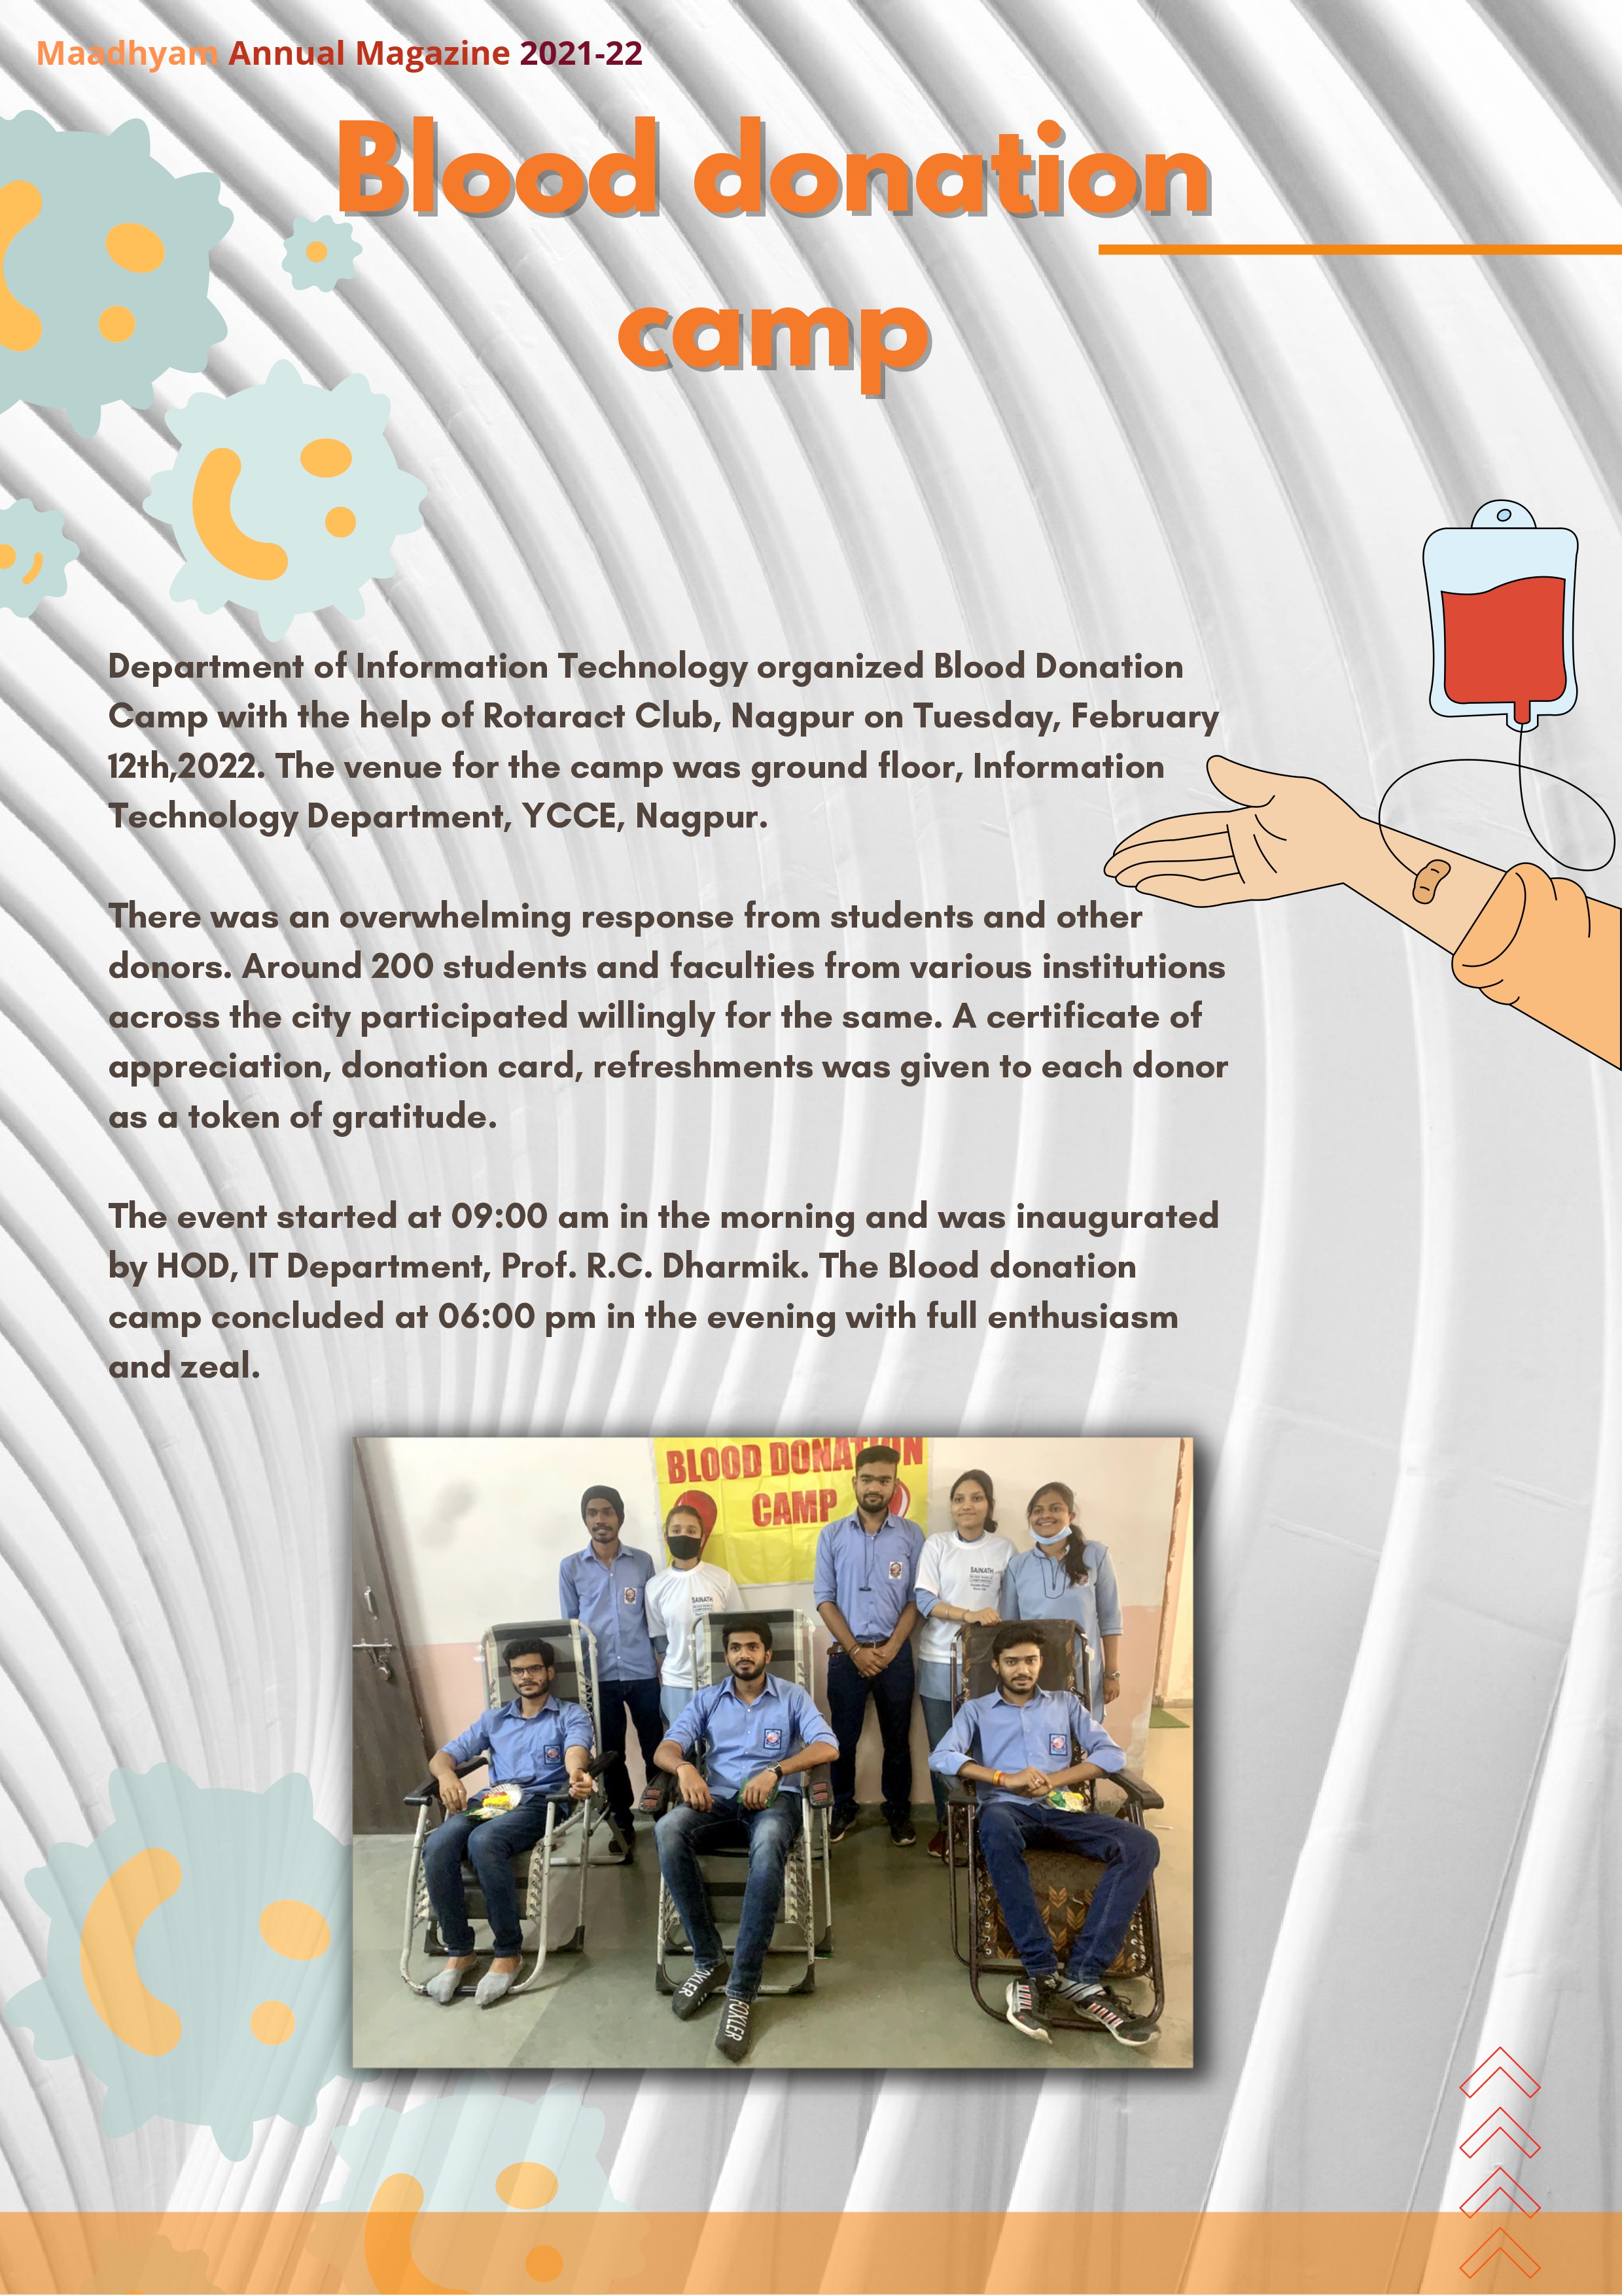 Maadhyam Annual Magazine 2021-22
Blood donation
camp
Department of Information Technology organized Blood Donation
Camp with the help of Rotaract Club, Nagpur on Tuesday, February
12th,2022. The venue for the camp was ground floor, Information
Technology Department, YCCE, Nagpur.
There was an overwhelming response from students and other
donors. Around 200 students and faculties from various institutions
across the city participated willingly for the same. A certificate of
appreciation, donation card, refreshments was given to each donor
as a token of gratitude.
The event started at 09:00 am in the morning and was inaugurated
by HOD, IT Department, Prof. R.C. Dharmik. The Blood donation
camp concluded at 06:00 pm in the evening with full enthusiasm
and zeal.
BLOOD DONATION
CAMP
SAINATH
SAINATH
FOXLER